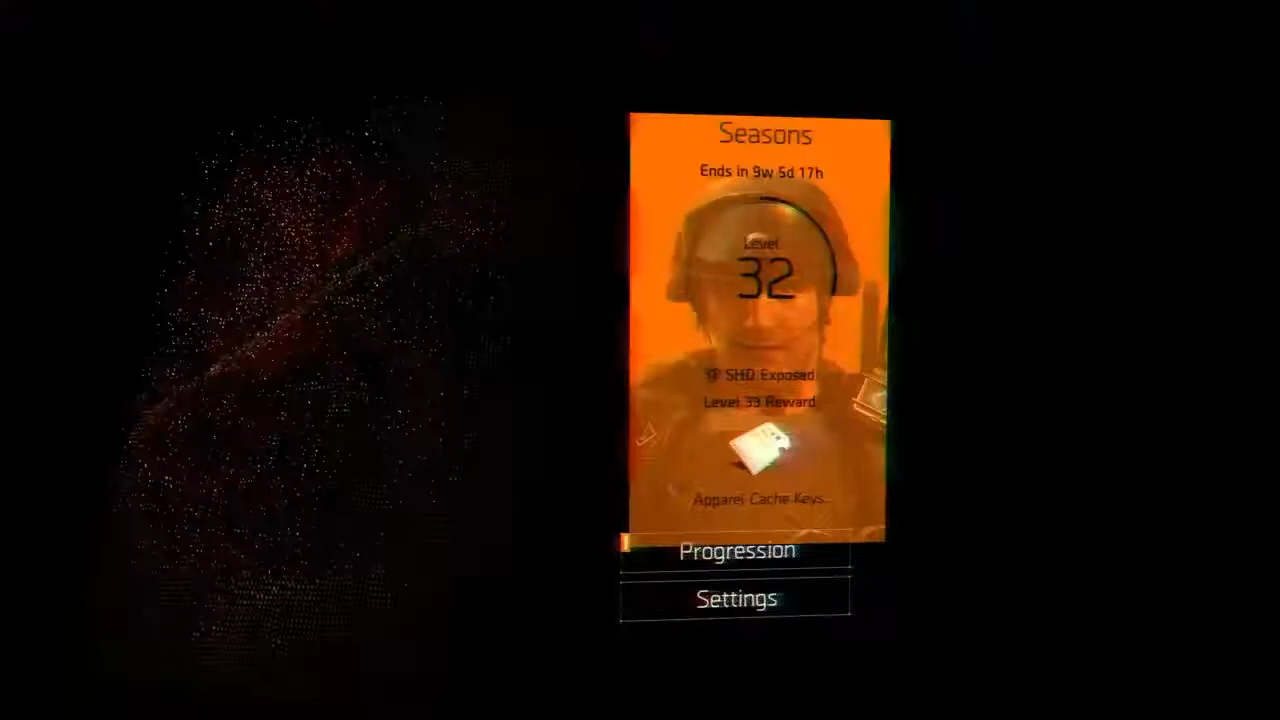 Seasons
Ends in 9w 5d 17h
Level
32
SHD Exposed
Level 33 Reward
Apparel Cache Keys
Progression
Settings